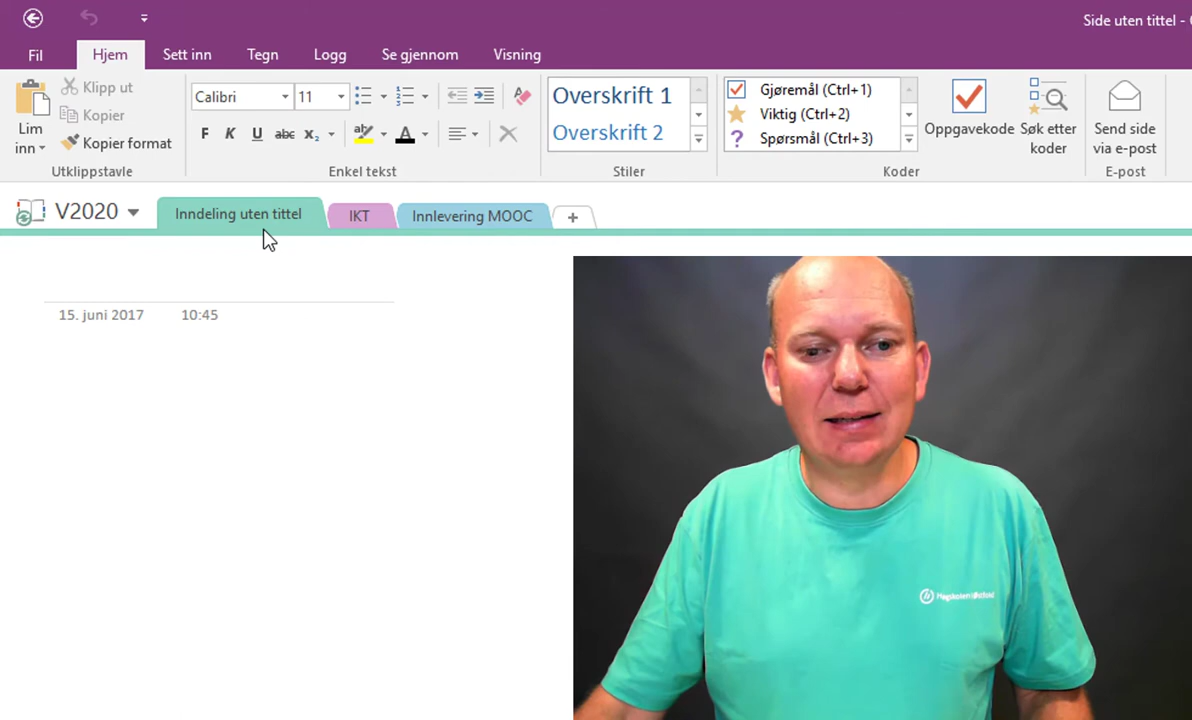 Side uten tittel -
Fil Hjem Sett inn Tegn Logg Se gjennom Visning
Lim inn
Klipp ut
Kopier
Kopier format
Utklippstavle
Calibri 11
F K U abc x₂ ab A
Enkel tekst
Overskrift 1
Overskrift 2
Stiler
Gjøremål (Ctrl+1)
Viktig (Ctrl+2)
? Spørsmål (Ctrl+3)
Oppgavekode
Søk etter
koder
Koder
Send side
via e-post
E-post
V2020 Inndeling uten tittel IKT Innlevering MOOC +
15. juni 2017 10:45